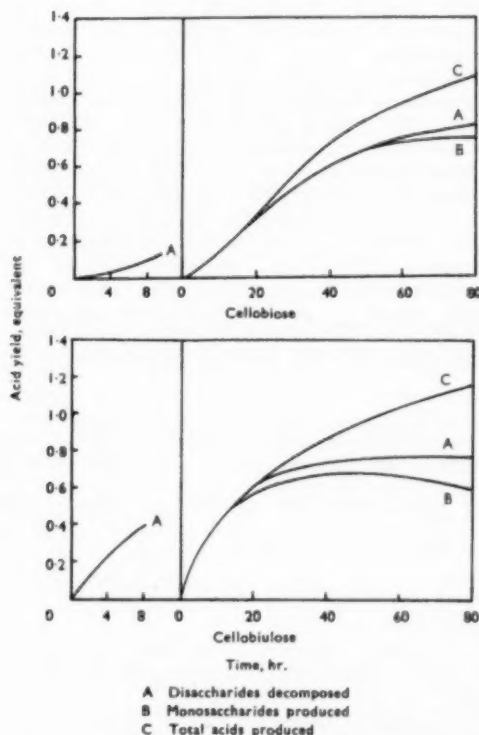 1·4
1·2
1·0
0·8
0·6
0·4
0·2
0 4 8 0 20 40 60 80
A
C
A
B
Cellobiose
Acid yield, equivalent
1·4
1·2
1·0
0·8
0·6
0·4
0·2
0 4 8 0 20 40 60 80
A
C
A
B
Cellobiulose
Time, hr.
A Disaccharides decomposed
B Monosaccharides produced
C Total acids produced